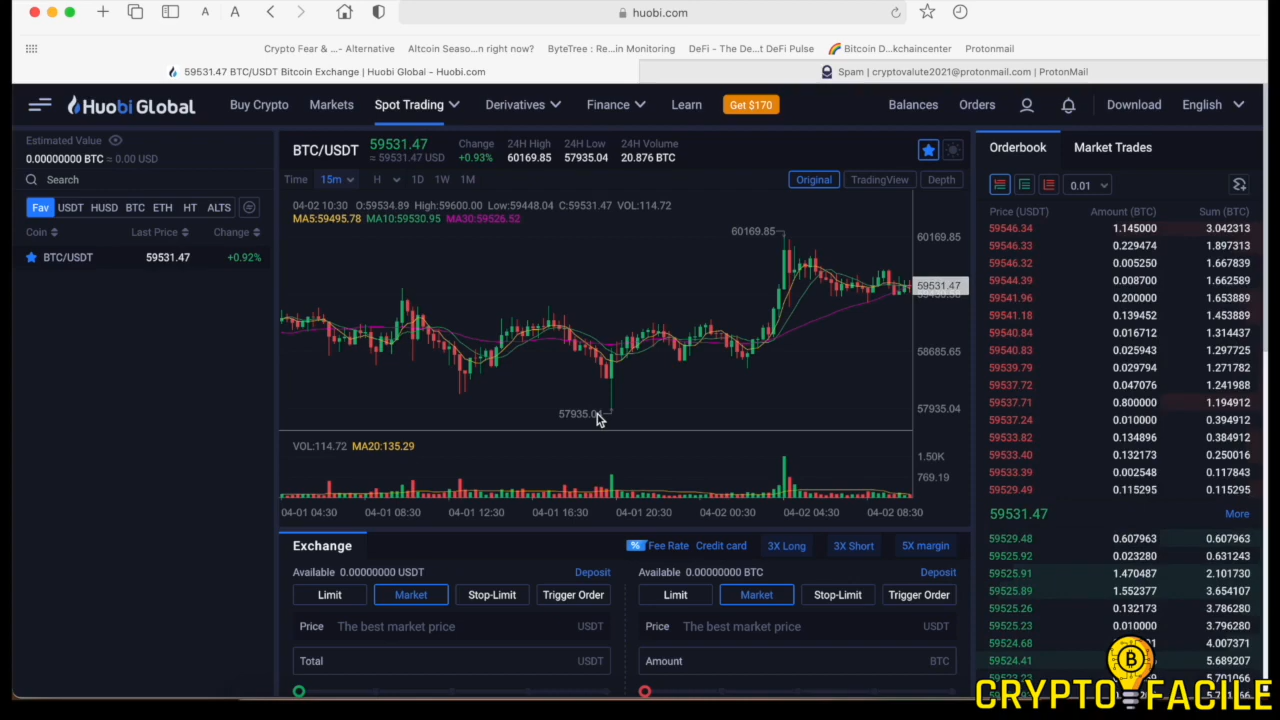 A A huobi.com
Crypto Fear & ...- Alternative Altcoin Seaso...n right now? ByteTree : Re...in Monitoring DeFi - The De...t DeFi Pulse Bitcoin D...kchaincenter Protonmail
59531.47 BTC/USDT Bitcoin Exchange | Huobi Global - Huobi.com Spam | cryptovalute2021@protonmail.com | ProtonMail
Huobi Global Buy Crypto Markets Spot Trading Derivatives Finance Learn Get $170 Balances Orders Download English
Estimated Value
0.00000000 BTC ≈ 0.00 USD
Search
Fav USDT HUSD BTC ETH HT ALTS
Coin Last Price Change
BTC/USDT 59531.47 +0.92%
BTC/USDT 59531.47 Change 24H High 24H Low 24H Volume
≈ 59531.47 USD +0.93% 60169.85 57935.04 20.876 BTC
Time 15m H 1D 1W 1M Original TradingView Depth
04-02 10:30 O:59534.89 High:59600.00 Low:59448.04 C:59531.47 VOL:114.72
MA5:59495.78 MA10:59530.95 MA30:59526.52
60169.85
60169.85
59531.47
58685.65
57935.04
57935.04
VOL:114.72 MA20:135.29
1.50K
769.19
04-01 04:30 04-01 08:30 04-01 12:30 04-01 16:30 04-01 20:30 04-02 00:30 04-02 04:30 04-02 08:30
Exchange % Fee Rate Credit card 3X Long 3X Short 5X margin
Available 0.00000000 USDT Deposit Available 0.00000000 BTC Deposit
Limit Market Stop-Limit Trigger Order Limit Market Stop-Limit Trigger Order
Price The best market price USDT Price The best market price USDT
Total USDT Amount BTC
Orderbook Market Trades
0.01
Price (USDT) Amount (BTC) Sum (BTC)
59546.34 1.145000 3.042313
59546.33 0.229474 1.897313
59546.32 0.005250 1.667839
59544.39 0.008700 1.662589
59541.96 0.200000 1.653889
59541.18 0.139452 1.453889
59540.84 0.016712 1.314437
59540.83 0.025943 1.297725
59539.79 0.029794 1.271782
59537.72 0.047076 1.241988
59537.71 0.800000 1.194912
59537.24 0.010000 0.394912
59533.82 0.134896 0.384912
59533.40 0.132173 0.250016
59533.39 0.002548 0.117843
59529.49 0.115295 0.115295
59531.47 More
59529.48 0.607963 0.607963
59525.92 0.023280 0.631243
59525.91 1.470487 2.101730
59525.89 1.552377 3.654107
59525.26 0.132173 3.786280
59525.23 0.010000 3.796280
59524.68 4.007371
59524.41 5.689207
CRYPTO FACILE